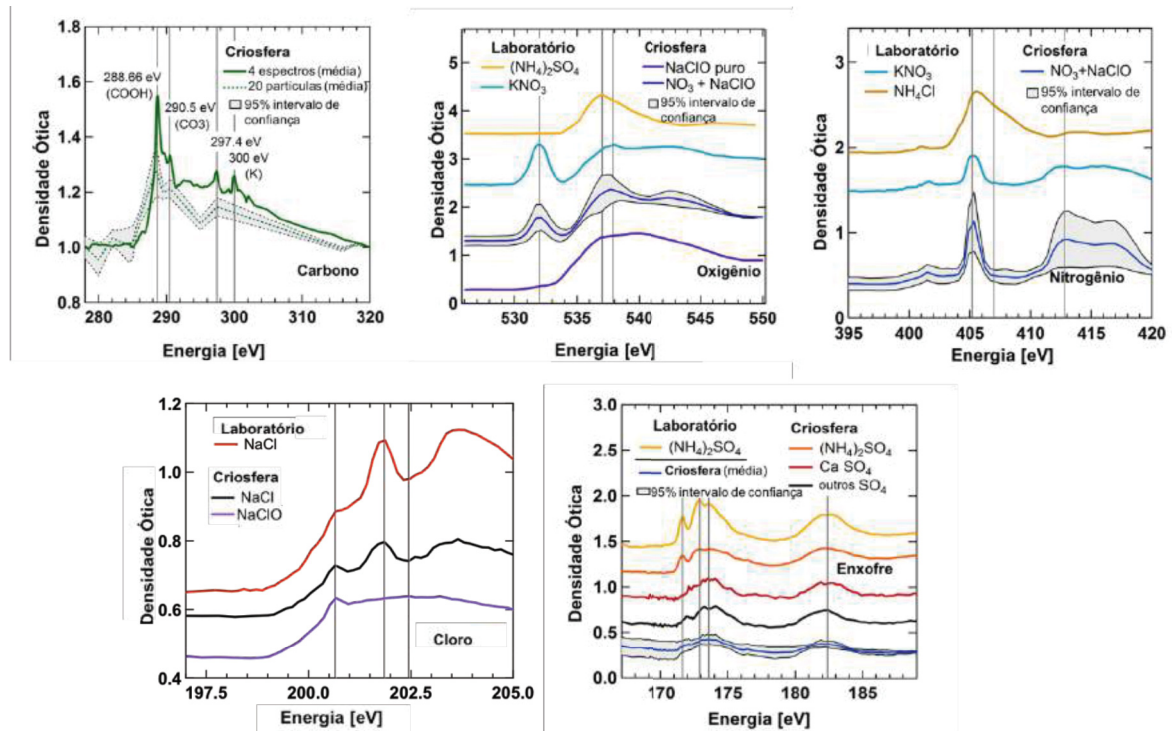 Densidade Ótica
1.8
1.6
1.4
1.2
1.0
0.8
Criosfera
4 espectros (média)
20 partículas (média)
95% intervalo de
confiança
288.66 eV
(COOH)
290.5 eV
(CO3)
297.4 eV
300 eV
(K)
Carbono
280 290 300 310 320
Energia [eV]
Densidade Ótica
5
4
3
2
1
0
Laboratório
(NH₄)₂SO₄
KNO₃
Criosfera
NaClO puro
NO₃ + NaClO
95% intervalo de
confiança
Oxigênio
530 540 550
Energia [eV]
Densidade Ótica
4
3
2
1
0
Laboratório
KNO₃
NH₄Cl
Criosfera
NO₃+NaClO
95% intervalo de
confiança
Nitrogênio
395 400 405 410 415 420
Energia [eV]
Densidade Ótica
1.2
1.0
0.8
0.6
0.4
Laboratório
NaCl
Criosfera
NaCl
NaClO
Cloro
197.5 200.0 202.5 205.0
Energia [eV]
Densidade Ótica
3.0
2.5
2.0
1.5
1.0
0.5
0.0
Laboratório
(NH₄)₂SO₄
Criosfera (média)
95% intervalo de confiança
Criosfera
(NH₄)₂SO₄
Ca SO₄
outros SO₄
Enxofre
170 175 182 185
Energia [eV]